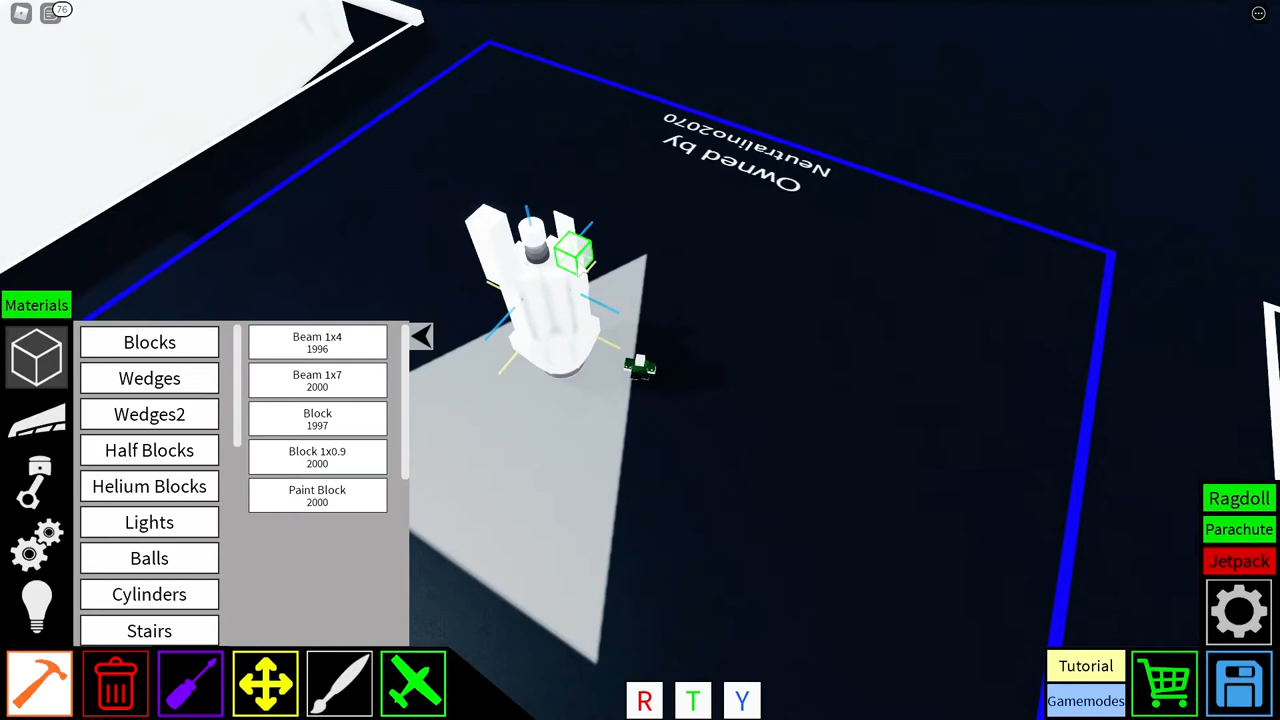 76
Owned by
Neutralino2070
Materials
Blocks
Wedges
Wedges2
Half Blocks
Helium Blocks
Lights
Balls
Cylinders
Stairs
Beam 1x4
1996
Beam 1x7
2000
Block
1997
Block 1x0.9
2000
Paint Block
2000
Ragdoll
Parachute
Jetpack
Tutorial
Gamemodes
R T Y